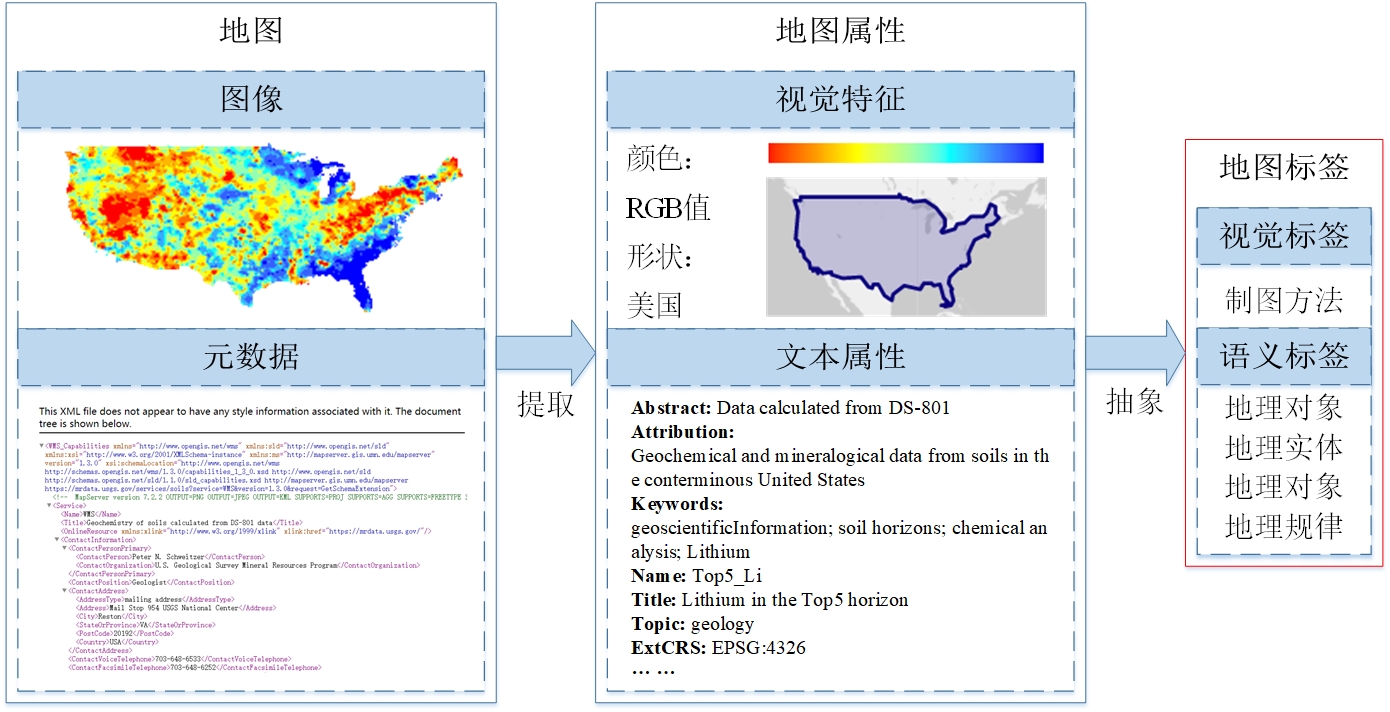 地图
图像
元数据
This XML file does not appear to have any style information associated with it. The document
tree is shown below.
▼<WMS_Capabilities xmlns="http://www.opengis.net/wms" xmlns:sld="http://www.opengis.net/sld"
xmlns:xsi="http://www.w3.org/2001/XMLSchema-instance" xmlns:ms="http://mapserver.gis.umn.edu/mapserver"
version="1.3.0" xsi:schemaLocation="http://www.opengis.net/wms
http://schemas.opengis.net/wms/1.3.0/capabilities_1_3_0.xsd http://www.opengis.net/sld
http://schemas.opengis.net/sld/1.1.0/sld_capabilities.xsd http://mapserver.gis.umn.edu/mapserver
https://mrdata.usgs.gov/services/soils?service=WMS&version=1.3.0&request=GetSchemaExtension">
<!-- MapServer version 7.2.2 OUTPUT=PNG OUTPUT=JPEG OUTPUT=KML SUPPORTS=PROJ SUPPORTS=AGG SUPPORTS=FREETYPE
▼<Service>
<Name>WMS</Name>
<Title>Geochemistry of soils calculated from DS-801 data</Title>
<OnlineResource xmlns:xlink="http://www.w3.org/1999/xlink" xlink:href="https://mrdata.usgs.gov/"/>
▼<ContactInformation>
▼<ContactPersonPrimary>
<ContactPerson>Peter N. Schweitzer</ContactPerson>
<ContactOrganization>U.S. Geological Survey Mineral Resources Program</ContactOrganization>
</ContactPersonPrimary>
<ContactPosition>Geologist</ContactPosition>
▼<ContactAddress>
<AddressType>mailing address</AddressType>
<Address>Mail Stop 954 USGS National Center</Address>
<City>Reston</City>
<StateOrProvince>VA</StateOrProvince>
<PostCode>20192</PostCode>
<Country>USA</Country>
</ContactAddress>
<ContactVoiceTelephone>703-648-6533</ContactVoiceTelephone>
<ContactFacsimileTelephone>703-648-6252</ContactFacsimileTelephone>
提取
地图属性
视觉特征
颜色：
RGB值
形状：
美国
文本属性
Abstract: Data calculated from DS-801
Attribution:
Geochemical and mineralogical data from soils in th
e conterminous United States
Keywords:
geoscientificInformation; soil horizons; chemical an
alysis; Lithium
Name: Top5_Li
Title: Lithium in the Top5 horizon
Topic: geology
ExtCRS: EPSG:4326
… …
抽象
地图标签
视觉标签
制图方法
语义标签
地理对象
地理实体
地理对象
地理规律